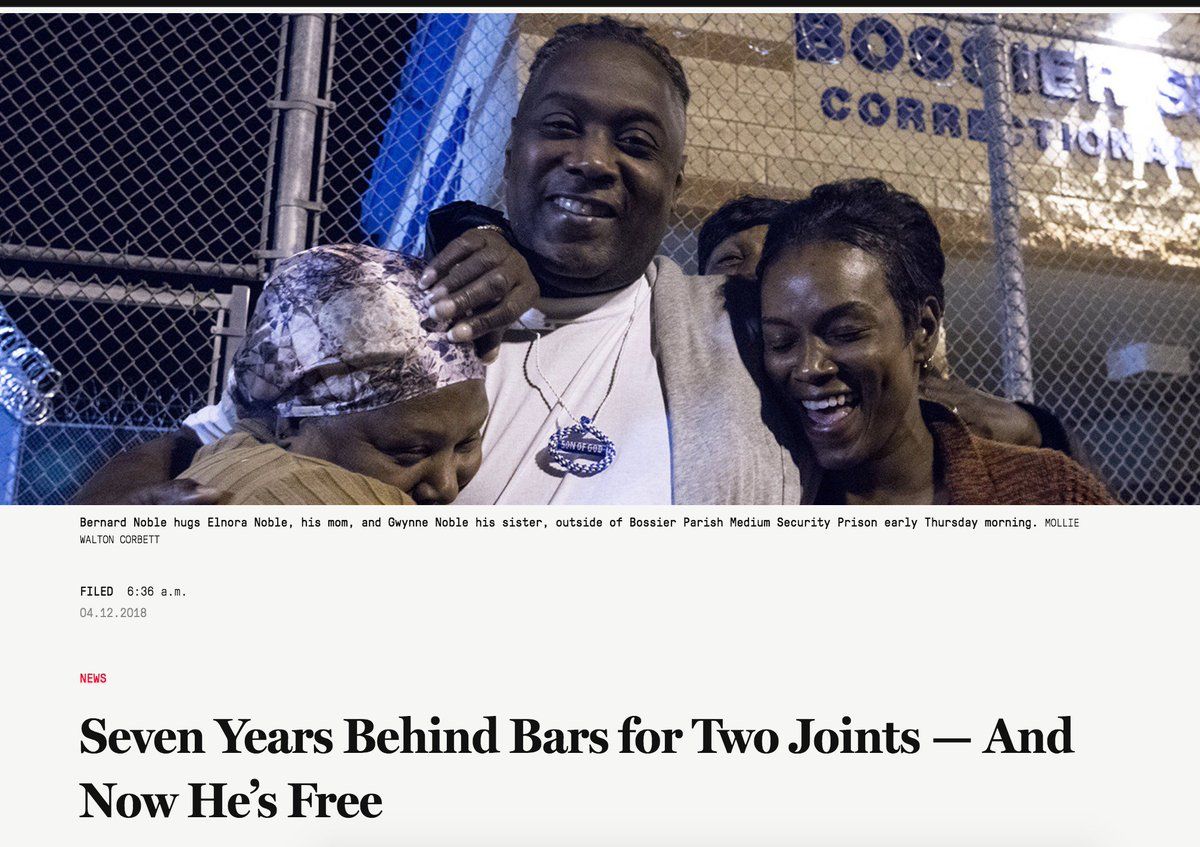 BOSSIER S
CORRECTIONAL
SON OF GOD
Bernard Noble hugs Elnora Noble, his mom, and Gwynne Noble his sister, outside of Bossier Parish Medium Security Prison early Thursday morning. MOLLIE
WALTON CORBETT
FILED 6:36 a.m.
04.12.2018
NEWS
Seven Years Behind Bars for Two Joints — And
Now He’s Free